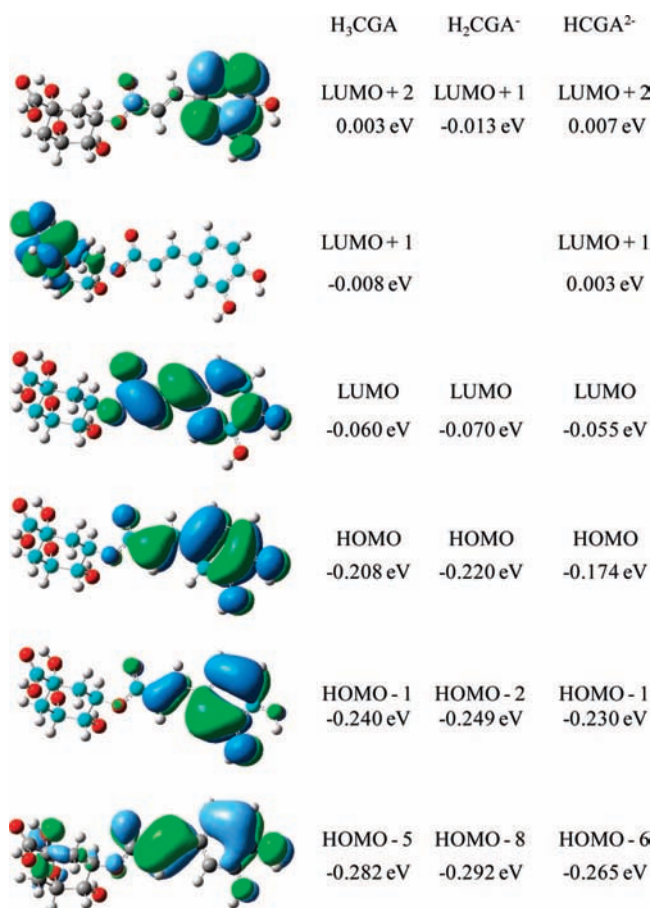 H₃CGA H₂CGA⁻ HCGA²⁻
LUMO + 2 LUMO + 1 LUMO + 2
0.003 eV -0.013 eV 0.007 eV
LUMO + 1 LUMO + 1
-0.008 eV 0.003 eV
LUMO LUMO LUMO
-0.060 eV -0.070 eV -0.055 eV
HOMO HOMO HOMO
-0.208 eV -0.220 eV -0.174 eV
HOMO - 1 HOMO - 2 HOMO - 1
-0.240 eV -0.249 eV -0.230 eV
HOMO - 5 HOMO - 8 HOMO - 6
-0.282 eV -0.292 eV -0.265 eV